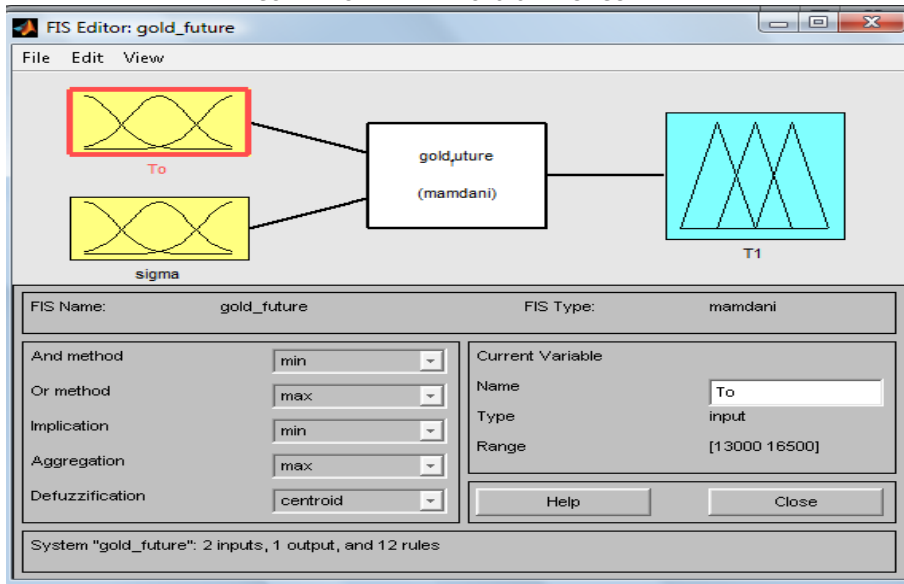 FIS Editor: gold_future
File Edit View
To
sigma
gold_future
(mamdani)
T1
FIS Name: gold_future FIS Type: mamdani
And method min
Or method max
Implication min
Aggregation max
Defuzzification centroid
Current Variable
Name To
Type input
Range [13000 16500]
Help Close
System "gold_future": 2 inputs, 1 output, and 12 rules